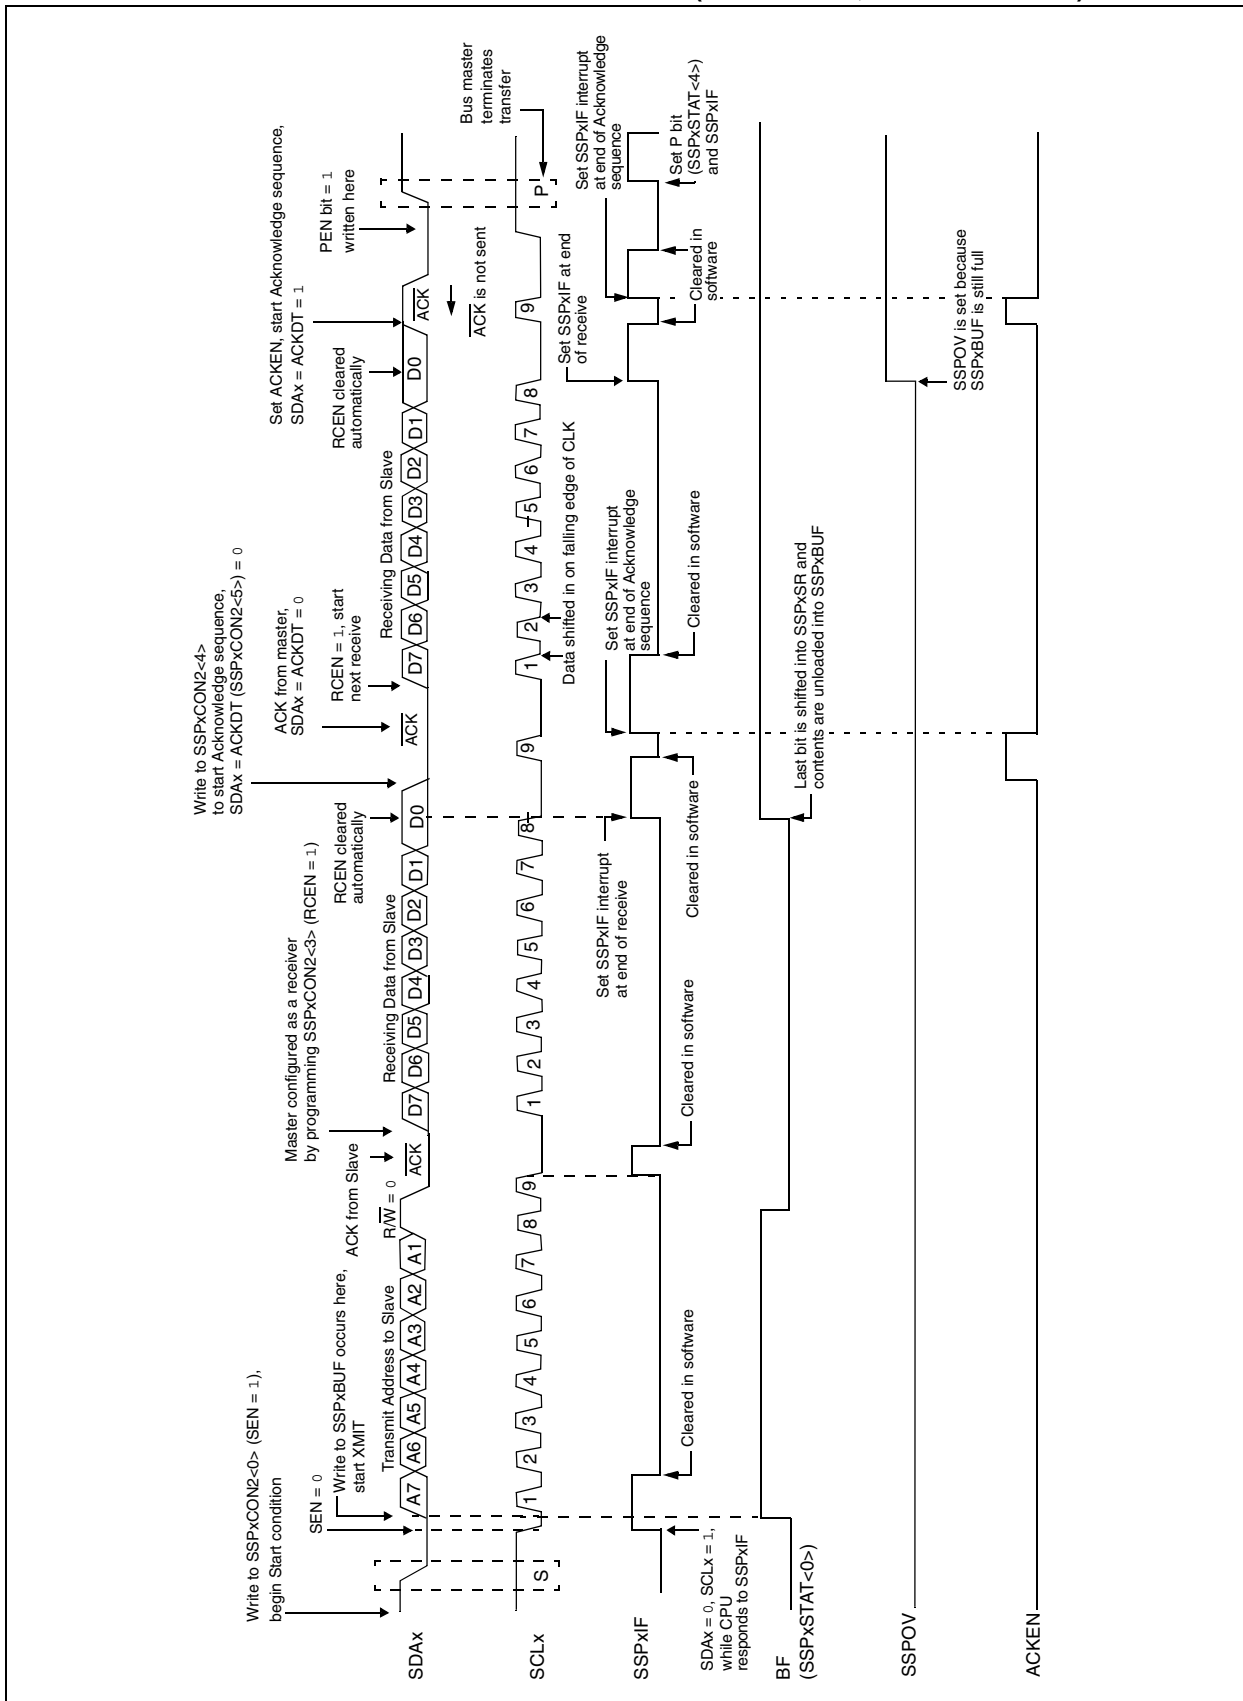 Write to SSPxCON2<0> (SEN = 1),
begin Start condition
SEN = 0
Write to SSPxBUF occurs here,
start XMIT
Transmit Address to Slave
R/W = 0
ACK from Slave
Master configured as a receiver
by programming SSPxCON2<3> (RCEN = 1)
Receiving Data from Slave
RCEN cleared
automatically
Write to SSPxCON2<4>
to start Acknowledge sequence,
SDAx = ACKDT (SSPxCON2<5>) = 0
ACK from master,
SDAx = ACKDT = 0
RCEN = 1, start
next receive
Receiving Data from Slave
RCEN cleared
automatically
Set ACKEN, start Acknowledge sequence,
SDAx = ACKDT = 1
PEN bit = 1
written here
SDAx
A7 A6 A5 A4 A3 A2 A1
ACK
D7 D6 D5 D4 D3 D2 D1 D0
ACK
D7 D6 D5 D4 D3 D2 D1 D0
ACK
ACK is not sent
Bus master
terminates
transfer
SCLx
S
1 2 3 4 5 6 7 8 9
1 2 3 4 5 6 7 8 9
1 2 3 4 5 6 7 8 9
P
Data shifted in on falling edge of CLK
SSPxIF
SDAx = 0, SCLx = 1,
while CPU
responds to SSPxIF
Cleared in software
Cleared in software
Set SSPxIF interrupt
at end of receive
Cleared in software
Set SSPxIF interrupt
at end of Acknowledge
sequence
Cleared in software
Set SSPxIF at end
of receive
Cleared in
software
Set SSPxIF interrupt
at end of Acknowledge
sequence
Set P bit
(SSPxSTAT<4>)
and SSPxIF
BF
(SSPxSTAT<0>)
Last bit is shifted into SSPxSR and
contents are unloaded into SSPxBUF
SSPOV
SSPOV is set because
SSPxBUF is still full
ACKEN